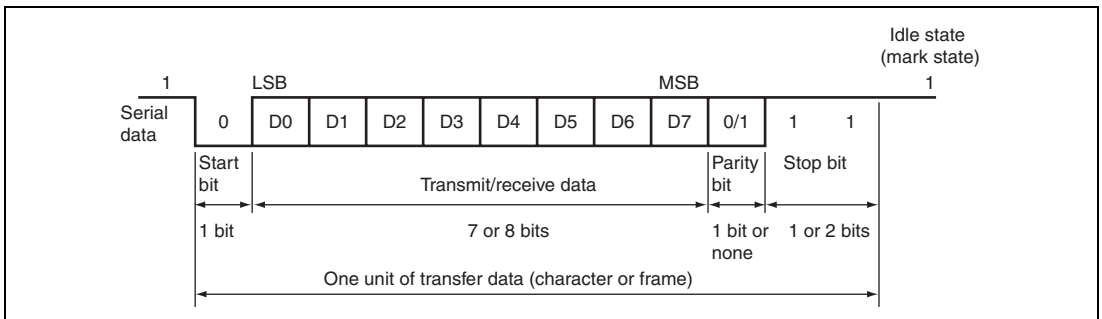 Idle state
(mark state)
1 LSB MSB 1
Serial
data
0 D0 D1 D2 D3 D4 D5 D6 D7 0/1 1 1
Start
bit
Transmit/receive data
Parity
bit
Stop bit
1 bit
7 or 8 bits
1 bit or
none
1 or 2 bits
One unit of transfer data (character or frame)